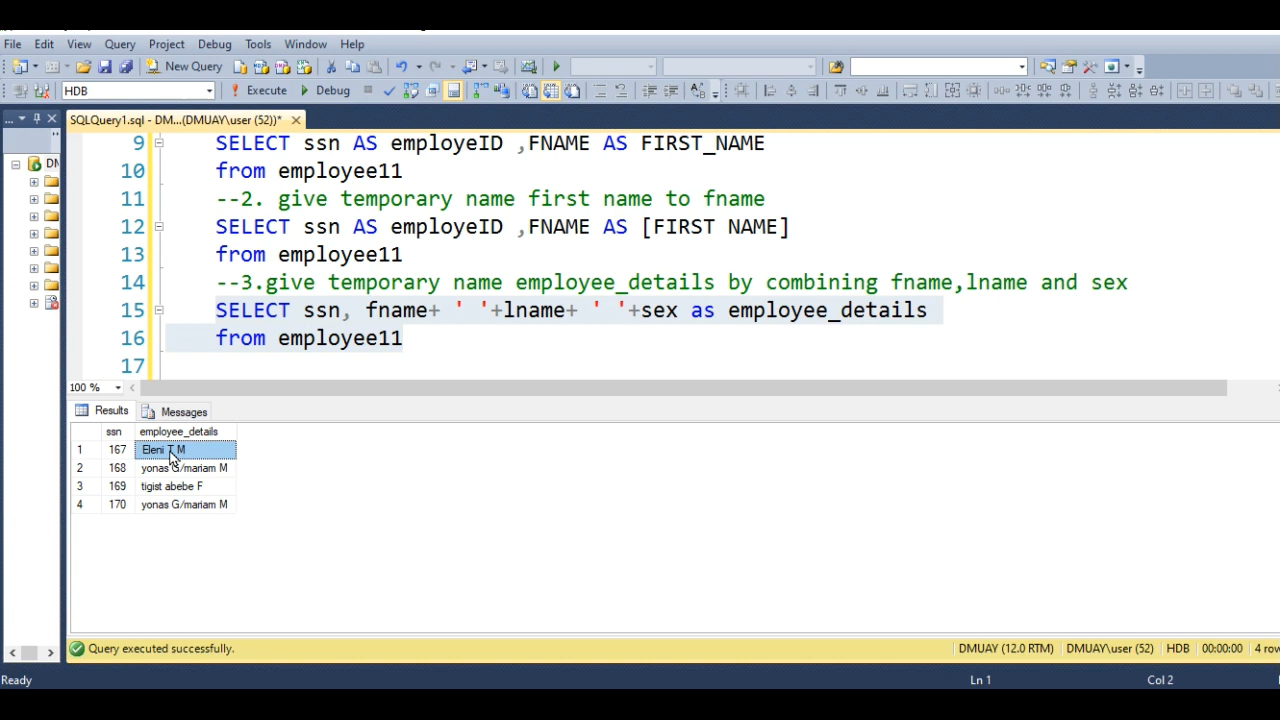 File Edit View Query Project Debug Tools Window Help
New Query
HDB Execute Debug
SQLQuery1.sql - DM...(DMUAY\user (52))*
9 SELECT ssn AS employeID ,FNAME AS FIRST_NAME
10 from employee11
11 --2. give temporary name first name to fname
12 SELECT ssn AS employeID ,FNAME AS [FIRST NAME]
13 from employee11
14 --3.give temporary name employee_details by combining fname,lname and sex
15 SELECT ssn, fname+ ' '+lname+ ' '+sex as employee_details
16 from employee11
17
100 %
Results Messages
ssn employee_details
1 167 Eleni T M
2 168 yonas G/mariam M
3 169 tigist abebe F
4 170 yonas G/mariam M
Query executed successfully. DMUAY (12.0 RTM) DMUAY\user (52) HDB 00:00:00 4
Ready Ln 1 Col 2